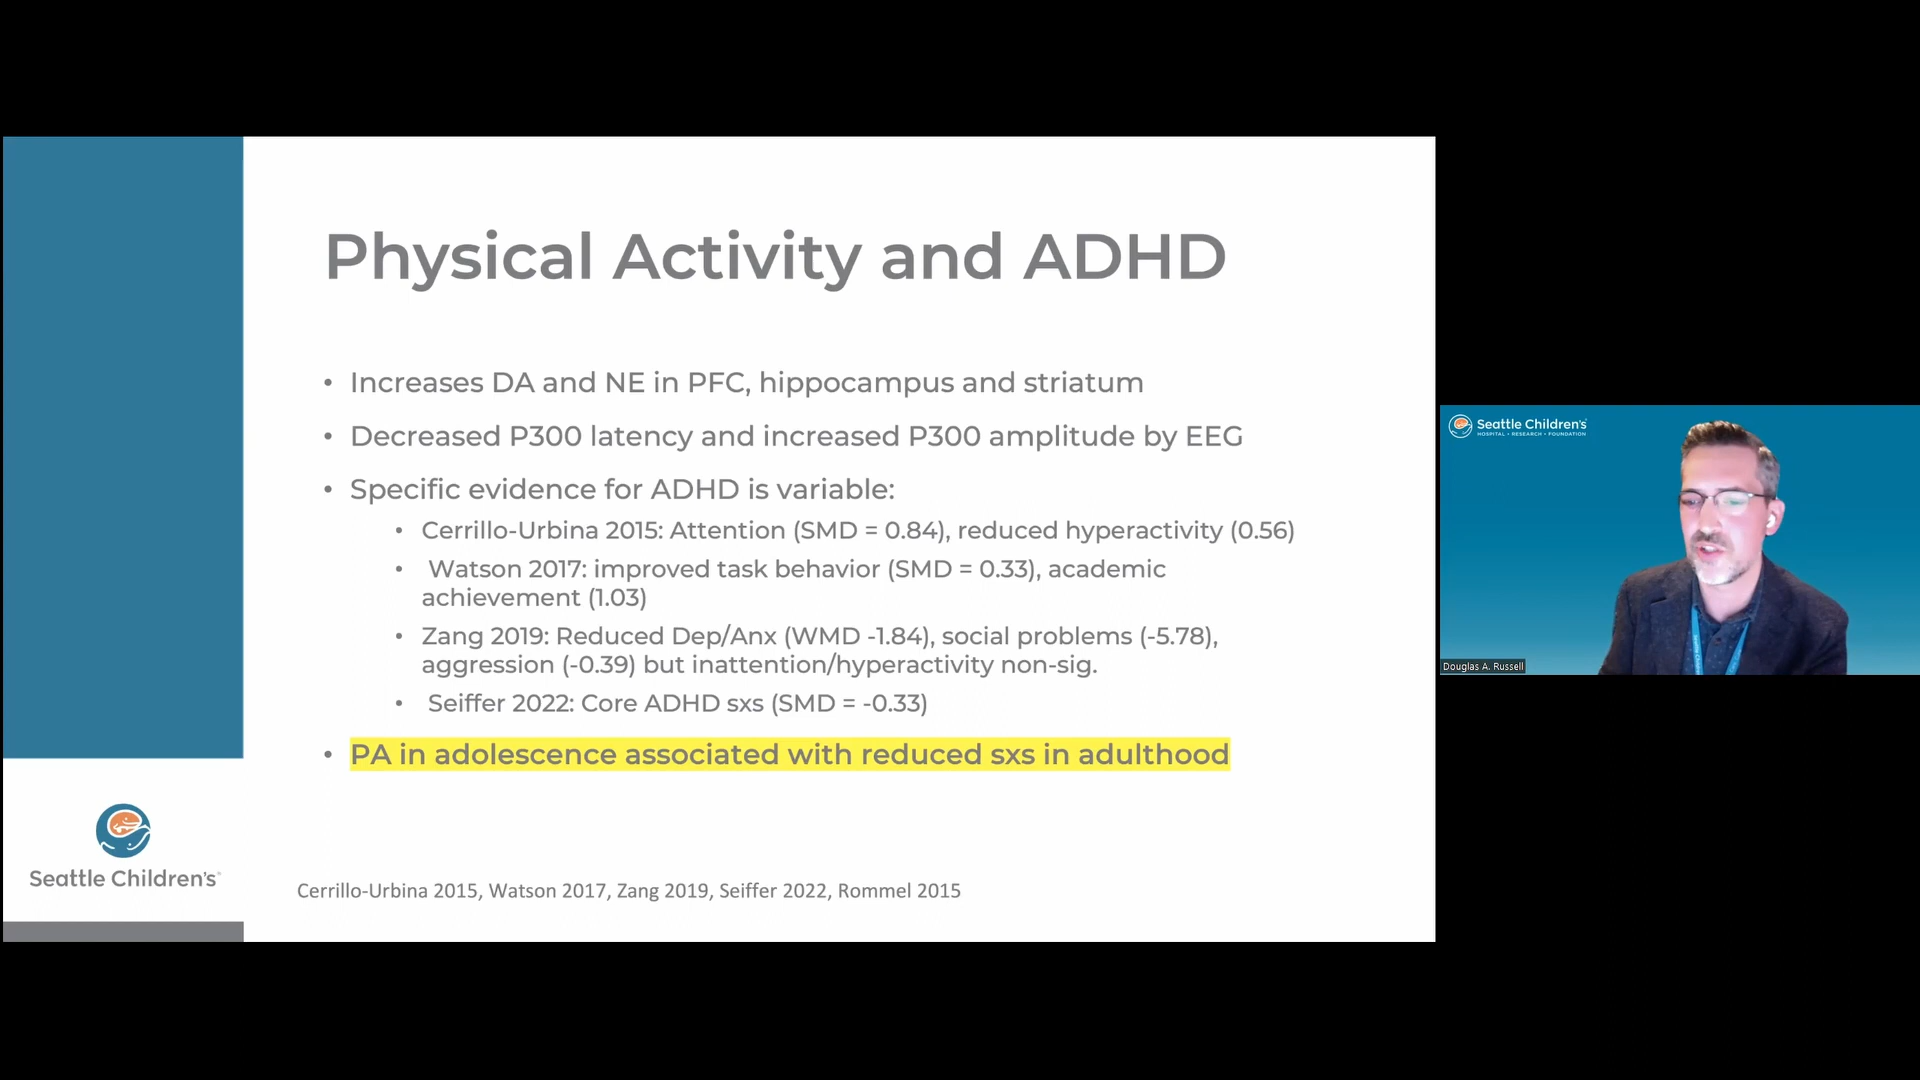 Physical Activity and ADHD
• Increases DA and NE in PFC, hippocampus and striatum
• Decreased P300 latency and increased P300 amplitude by EEG
• Specific evidence for ADHD is variable:
• Cerrillo-Urbina 2015: Attention (SMD = 0.84), reduced hyperactivity (0.56)
• Watson 2017: improved task behavior (SMD = 0.33), academic
achievement (1.03)
• Zang 2019: Reduced Dep/Anx (WMD -1.84), social problems (-5.78),
aggression (-0.39) but inattention/hyperactivity non-sig.
• Seiffer 2022: Core ADHD sxs (SMD = -0.33)
• PA in adolescence associated with reduced sxs in adulthood
Seattle Children's
Cerrillo-Urbina 2015, Watson 2017, Zang 2019, Seiffer 2022, Rommel 2015
Seattle Children's
HOSPITAL • RESEARCH • FOUNDATION
Douglas A. Russell